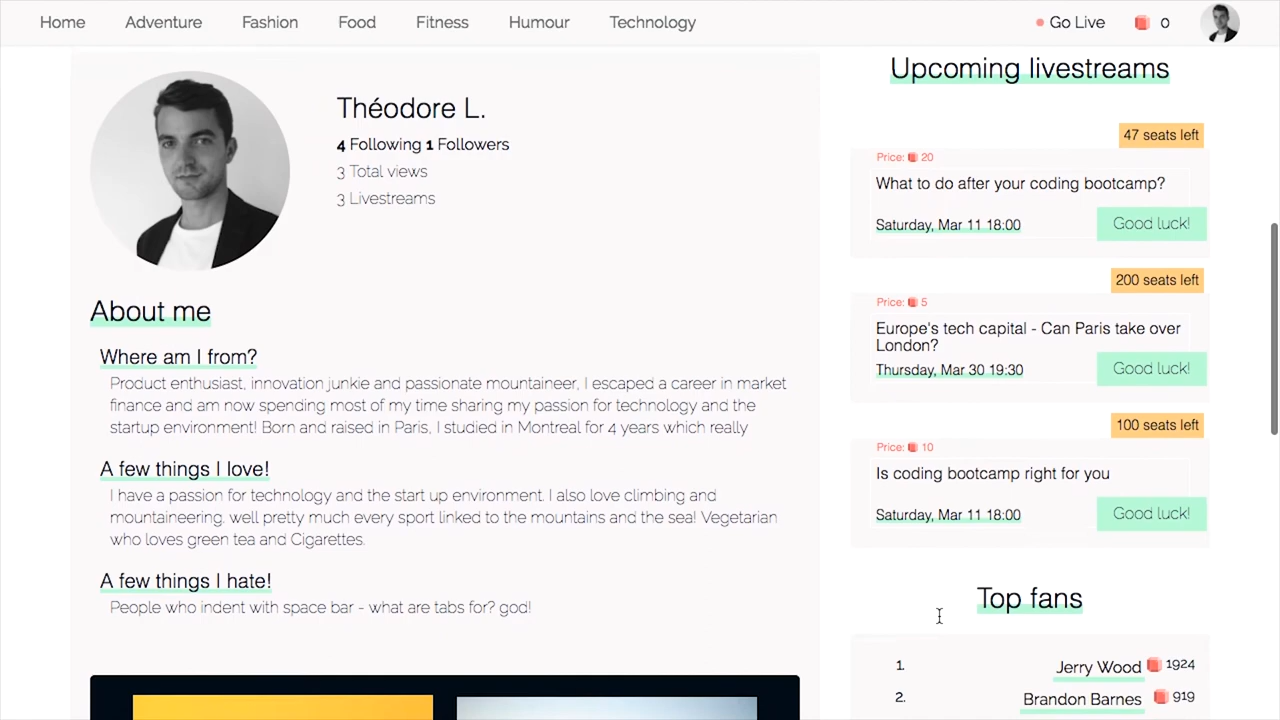 Home Adventure Fashion Food Fitness Humour Technology Go Live 0
Théodore L.
4 Following 1 Followers
3 Total views
3 Livestreams
About me
Where am I from?
Product enthusiast, innovation junkie and passionate mountaineer, I escaped a career in market
finance and am now spending most of my time sharing my passion for technology and the
startup environment! Born and raised in Paris, I studied in Montreal for 4 years which really
A few things I love!
I have a passion for technology and the start up environment. I also love climbing and
mountaineering. well pretty much every sport linked to the mountains and the sea! Vegetarian
who loves green tea and Cigarettes.
A few things I hate!
People who indent with space bar - what are tabs for? god!
Upcoming livestreams
47 seats left
Price: 20
What to do after your coding bootcamp?
Saturday, Mar 11 18:00 Good luck!
200 seats left
Price: 5
Europe's tech capital - Can Paris take over
London?
Thursday, Mar 30 19:30 Good luck!
100 seats left
Price: 10
Is coding bootcamp right for you
Saturday, Mar 11 18:00 Good luck!
Top fans
1. Jerry Wood 1924
2. Brandon Barnes 919